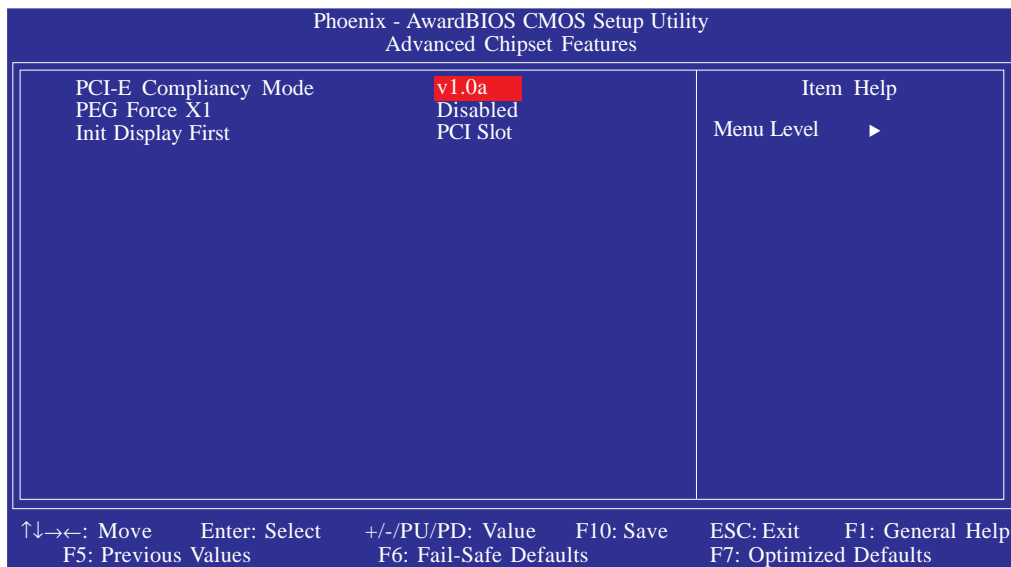 Phoenix - AwardBIOS CMOS Setup Utility
Advanced Chipset Features
PCI-E Compliancy Mode v1.0a
PEG Force X1 Disabled
Init Display First PCI Slot
Item Help
Menu Level ▶
↑↓→←: Move Enter: Select +/-/PU/PD: Value F10: Save ESC: Exit F1: General Help
F5: Previous Values F6: Fail-Safe Defaults F7: Optimized Defaults